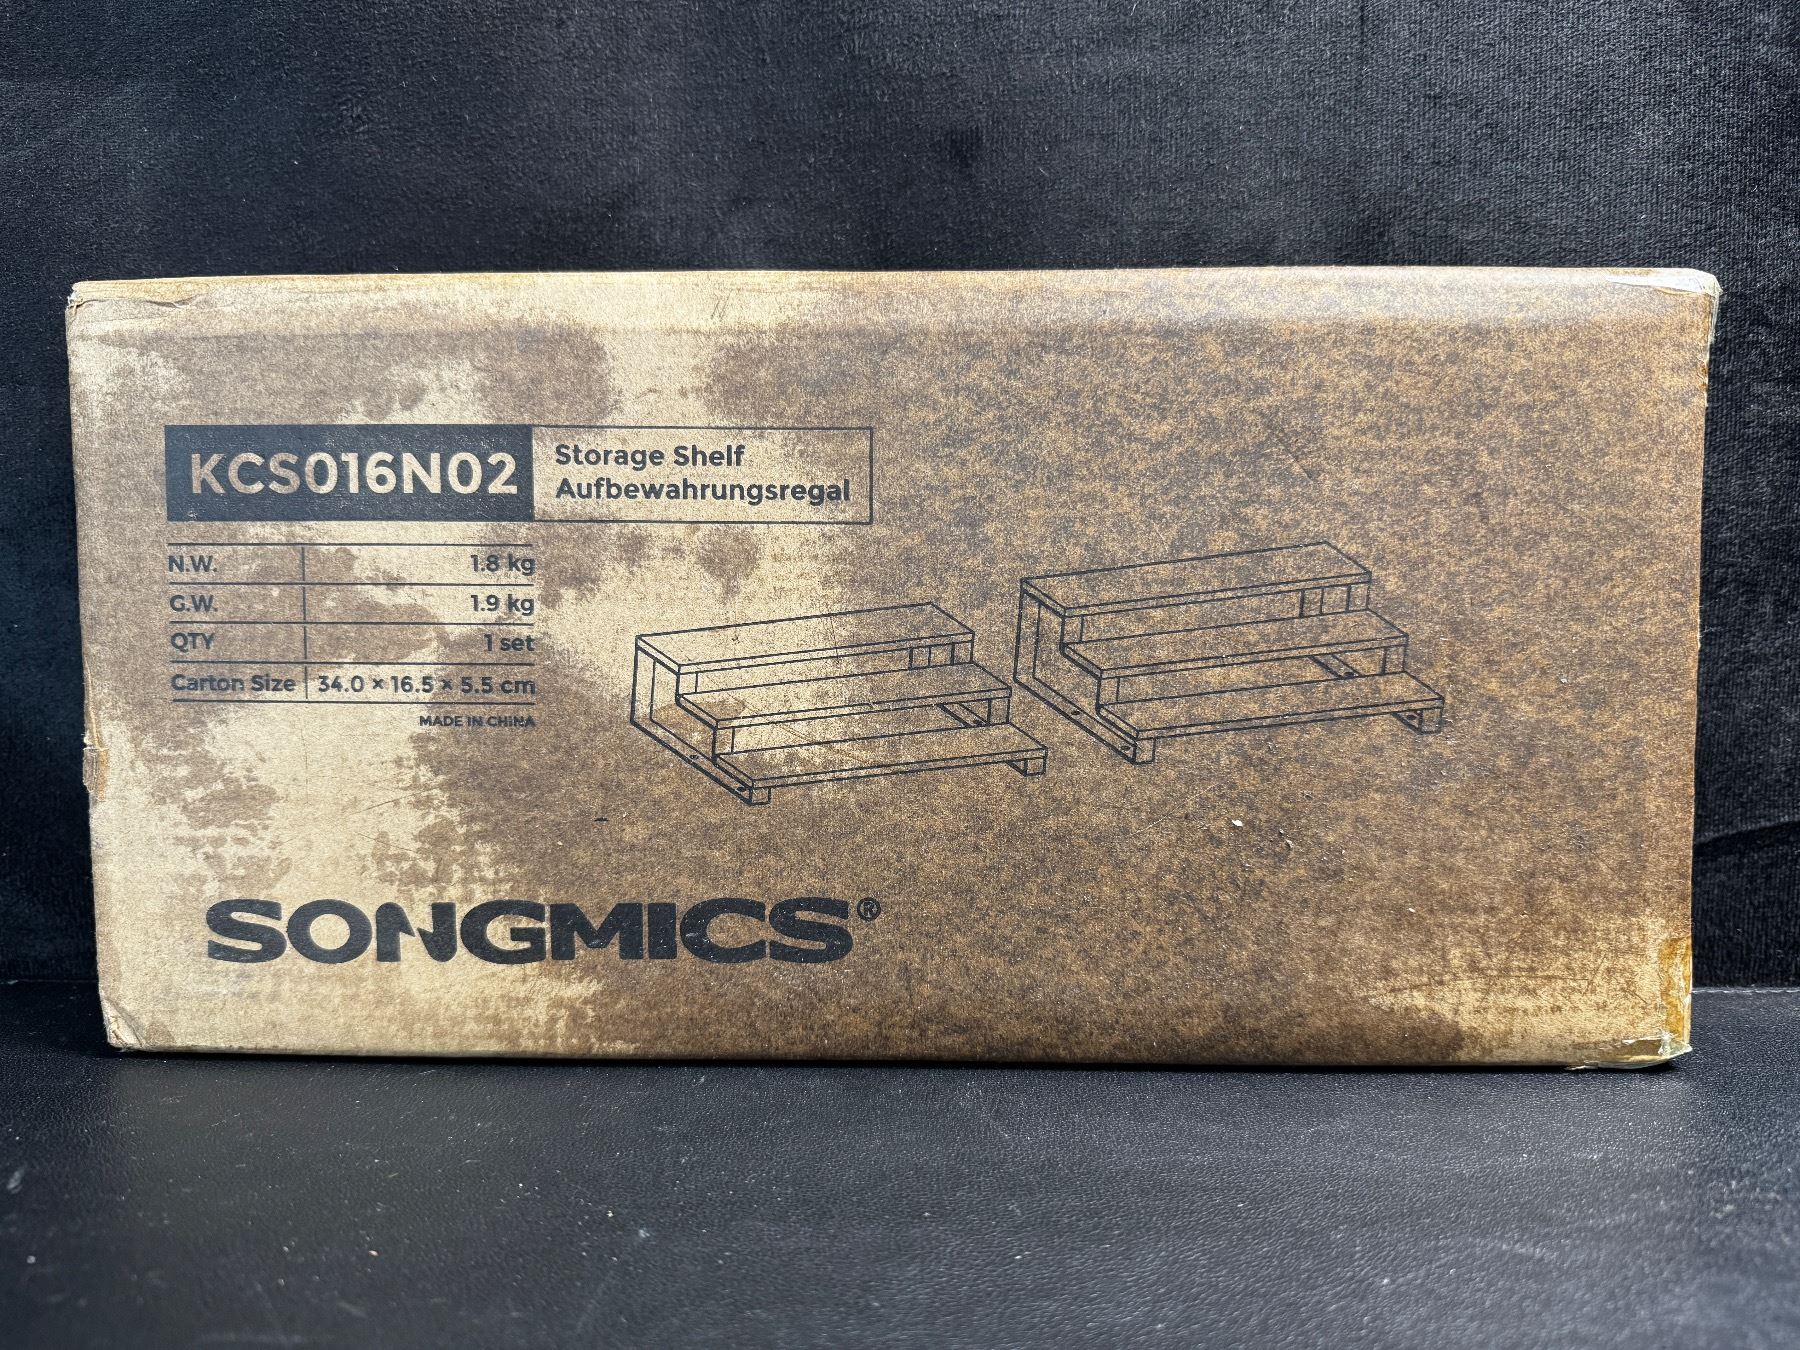 KCS016N02
Storage Shelf
Aufbewahrungsregal
N.W. 1.8 kg
G.W. 1.9 kg
QTY 1 set
Carton Size 34.0 × 16.5 × 5.5 cm
MADE IN CHINA
SONGMICS®